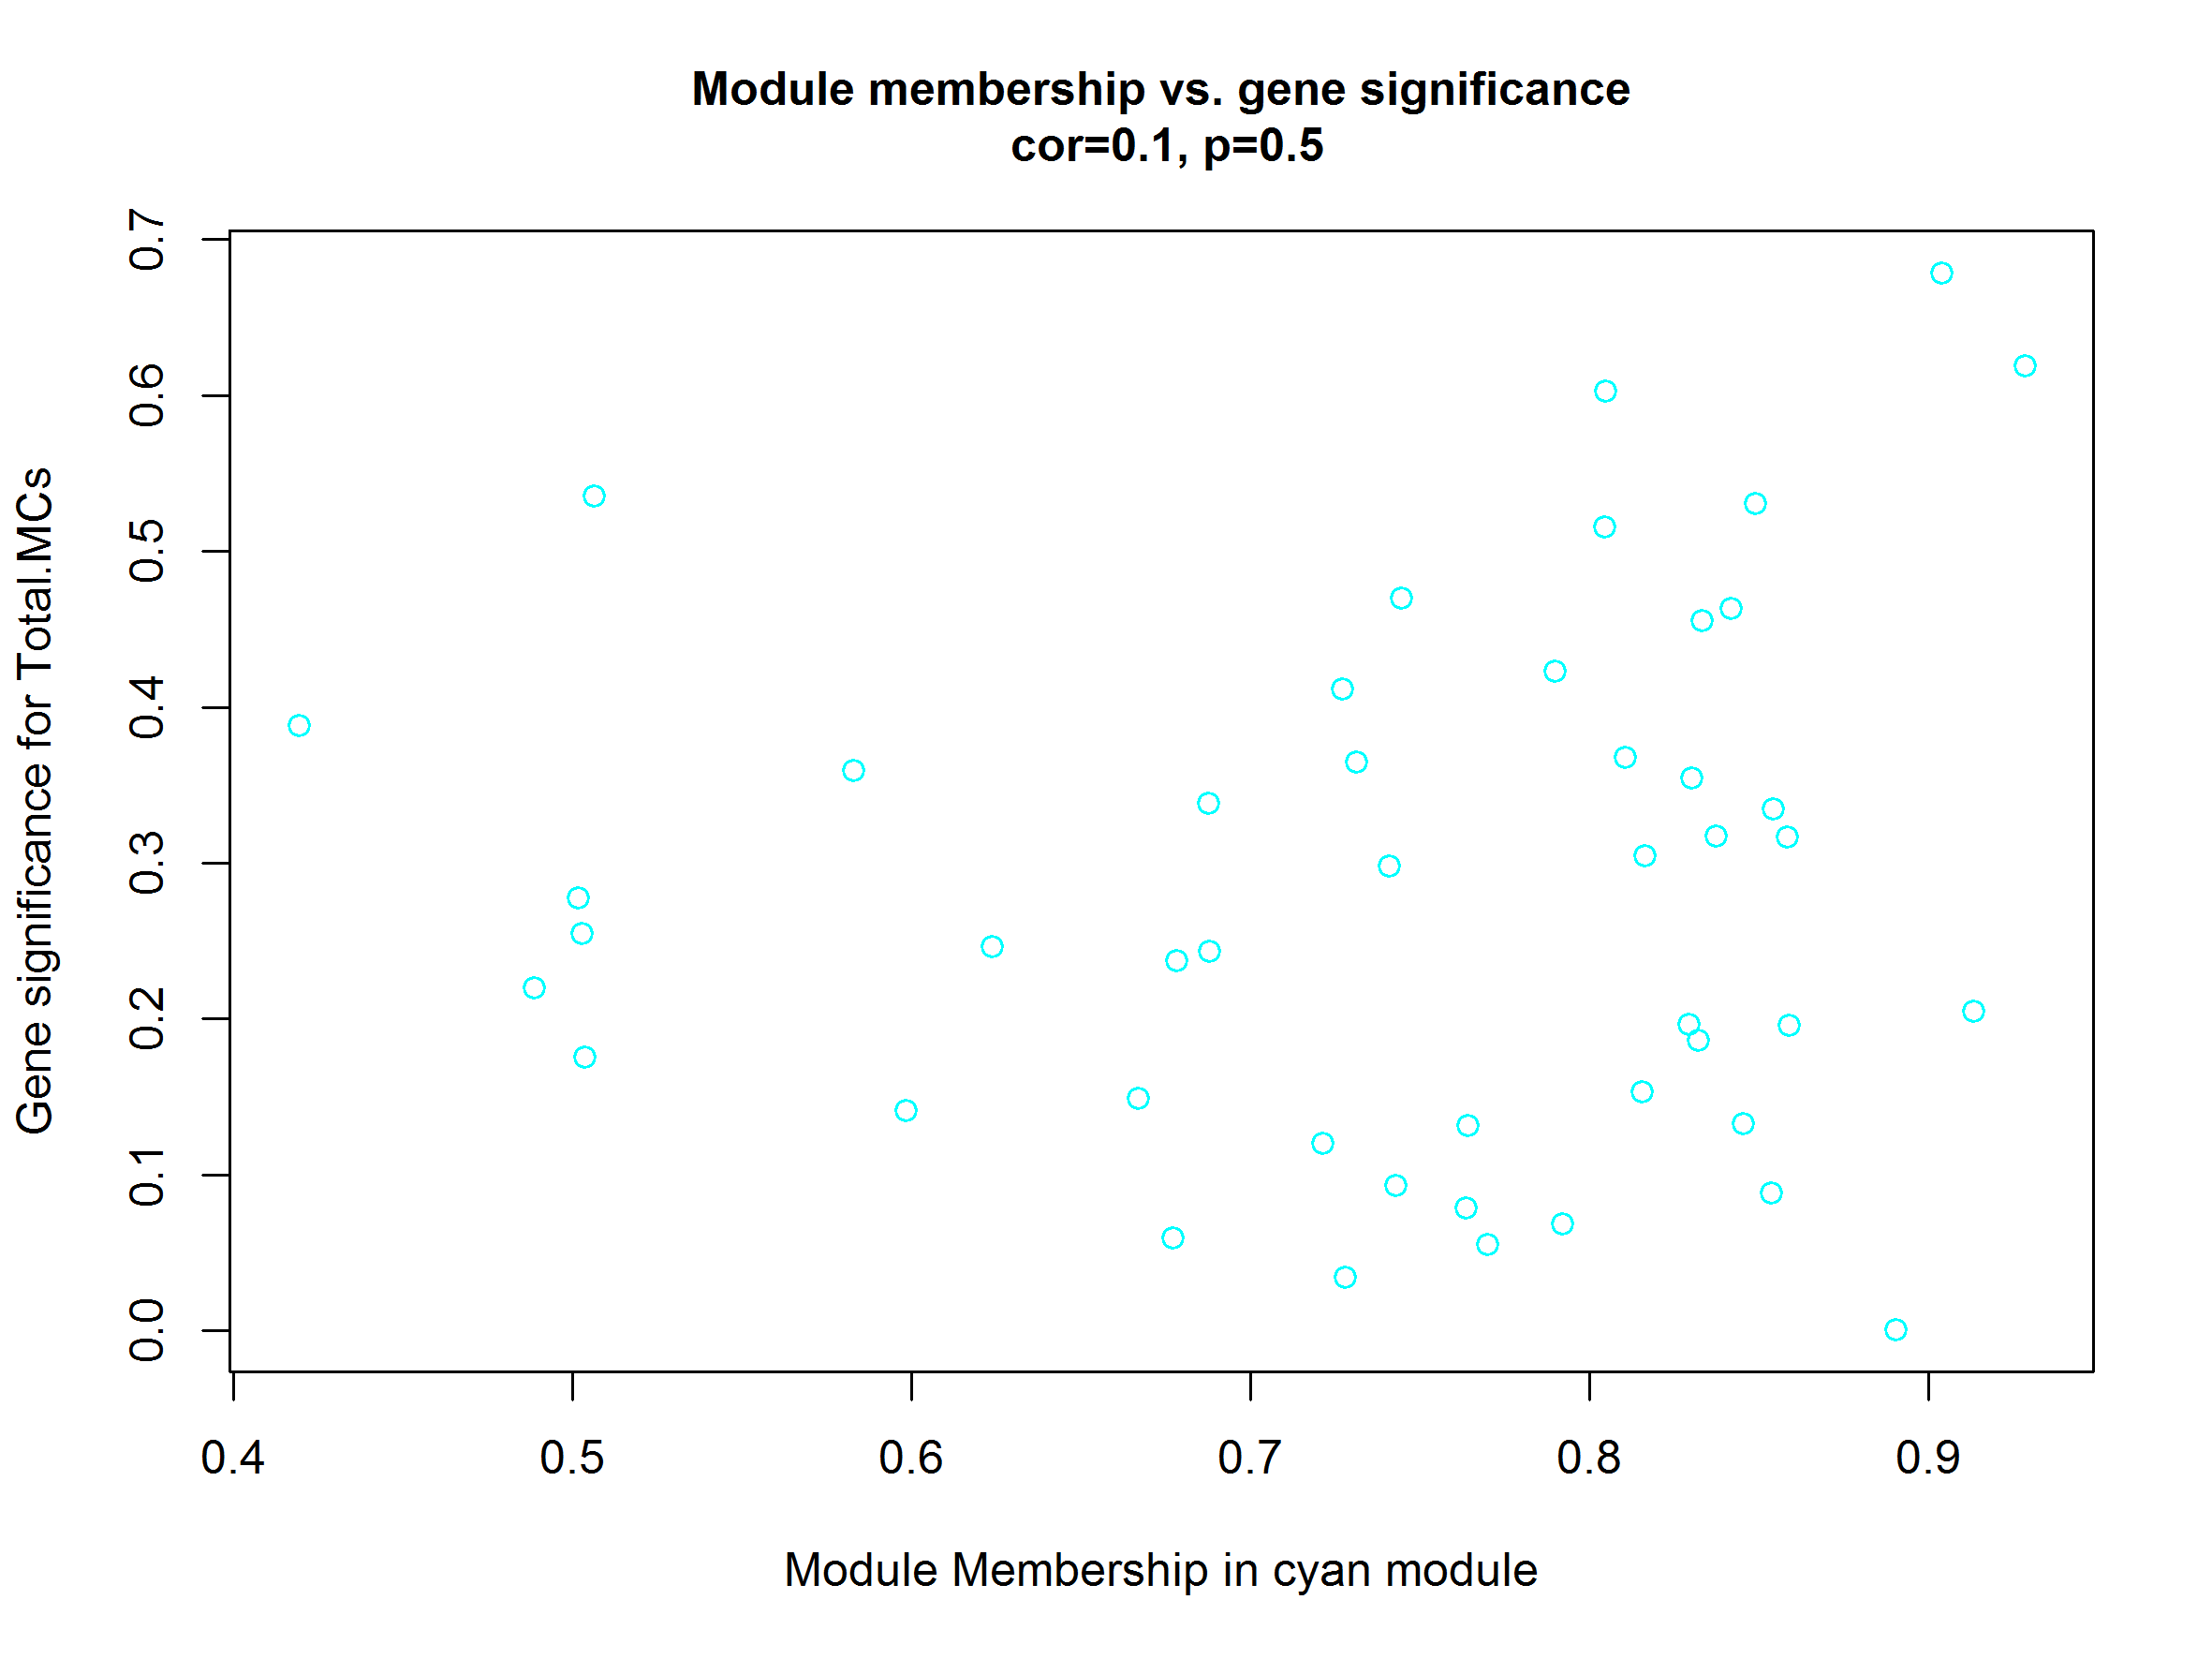 Module membership vs. gene significance
cor=0.1, p=0.5
Gene significance for Total.MCs
0.7
0.6
0.5
0.4
0.3
0.2
0.1
0.0
0.4 0.5 0.6 0.7 0.8 0.9
Module Membership in cyan module